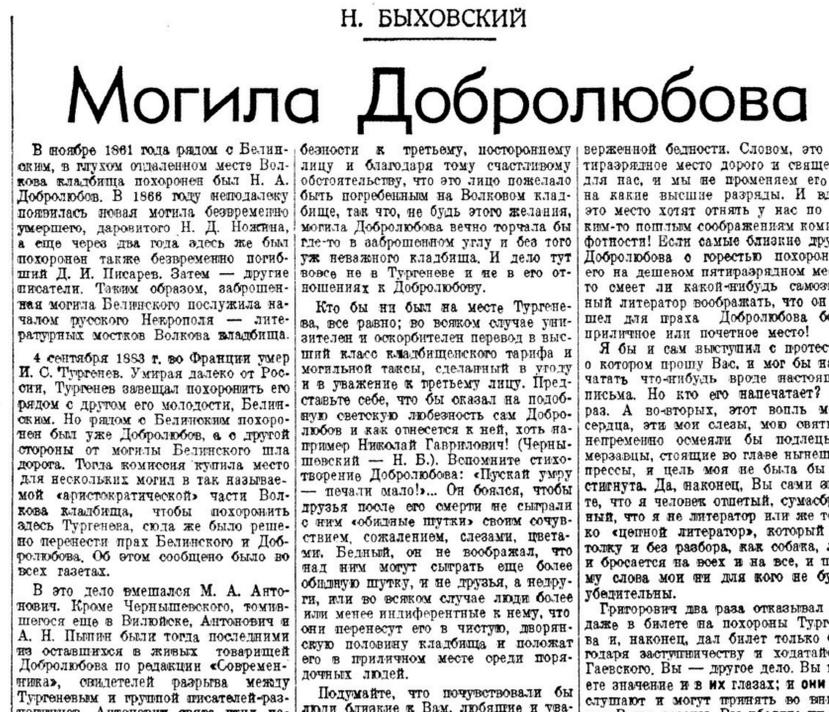 Н. БЫХОВСКИЙ
Могила Добролюбова
В ноябре 1861 года рядом с Белин-
ским, в глухом отдаленном месте Вол-
кова кладбища похоронен был Н. А.
Добролюбов. В 1866 году неподалеку
появилась новая могила безвременно
умершего, даровитого Н. Д. Ножина,
а еще через два года здесь же был
похоронен также безвременно погиб-
ший Д. И. Писарев. Затем — другие
писатели. Таким образом, заброшен-
ная могила Белинского послужила на-
чалом русского Некрополя — лите-
ратурных мостков Волкова кладбища.
4 сентября 1883 г. во Франции умер
И. С. Тургенев. Умирая далеко от Рос-
сии, Тургенев завещал похоронить его
рядом с другом его молодости, Белин-
ским. Но рядом с Белинским похоро-
нен был уже Добролюбов, а с другой
стороны от могилы Белинского шла
дорога. Тогда комиссия купила место
для нескольких могил в так называе-
мой «аристократической» части Вол-
кова кладбища, чтобы похоронить
здесь Тургенева, сюда же было реше-
но перенести прах Белинского и Доб-
ролюбова. Об этом сообщено было во
всех газетах.
В это дело вмешался М. А. Анто-
нович. Кроме Чернышевского, томив-
шегося еще в Вилюйске, Антонович и
А. Н. Пыпин были тогда последними
из оставшихся в живых товарищей
Добролюбова по редакции «Современ-
ника», свидетелей разрыва между
Тургеневым и группой писателей-раз-
безности к третьему, постороннему
лицу и благодаря тому счастливому
обстоятельству, что это лицо пожелало
быть погребенным на Волковом клад-
бище, так что, не будь этого желания,
могила Добролюбова вечно торчала бы
где-то в заброшенном углу и без того
уж неважного кладбища. И дело тут
вовсе не в Тургеневе и не в его от-
ношениях к Добролюбову.
Кто бы ни был на месте Тургене-
ва, все равно; во всяком случае уни-
зителен и оскорбителен перевод в выс-
ший класс кладбищенского тарифа и
могильной таксы, сделанный в угоду
и в уважение к третьему лицу. Пред-
ставьте себе, что бы сказал на подоб-
ную светскую любезность сам Добро-
любов и как отнесется к ней, хоть на-
пример Николай Гаврилович! (Черны-
шевский — Н. Б.). Вспомните стихо-
творение Добролюбова: «Пускай умру
— печали мало!»... Он боялся, чтобы
друзья после его смерти не сыграли
с ним «обидные шутки» своим сочув-
ствием, сожалением, слезами, цвета-
ми. Бедный, он не воображал, что
над ним могут сыграть еще более
обидную шутку, и не друзья, а недру-
ги, или во всяком случае люди более
или менее индиферентные к нему, что
они перенесут его в чистую, дворян-
скую половину кладбища и положат
его в приличном месте среди поря-
дочных людей.
Подумайте, что почувствовали бы
люди близкие к Вам, любящие и ува-
верженной бедности. Словом, это
тиразрядное место дорого и свяще
для нас, и мы не променяем его
на какие высшие разряды. И в
это место хотят отнять у нас по
ким-то пошлым соображениям ком
фотности! Если самые близкие дру
Добролюбова с горестью похорон
его на дешевом пятиразрядном ме
то смеет ли какой-нибудь самоз
ный литератор воображать, что он
шел для праха Добролюбова бо
приличное или почетное место!
Я бы и сам выступил с протес
о котором прошу Вас, и мог бы на
чатать что-нибудь вроде настоящ
письма. Но кто его напечатает?
раз. А во-вторых, этот вопль м
сердца, эти мои слезы, мою святы
непременно осмеяли бы подлецы
мерзавцы, стоящие во главе нынеш
прессы, и цель моя не была бы
стигнута. Да, наконец, Вы сами з
те, что я человек отпетый, сумасб
ный, что я не литератор или же т
ко «цепной литератор», который
толку и без разбора, как собака,
и бросается на всех и на все, и п
му слова мои ни для кого не бу
убедительны.
Григорович два раза отказывал
даже в билете на похороны Тург
ва и, наконец, дал билет только
годаря заступничеству и ходатай
Гаевского. Вы — другое дело. Вы
ете значение и в их глазах; и они
слушают и могут принять во вн